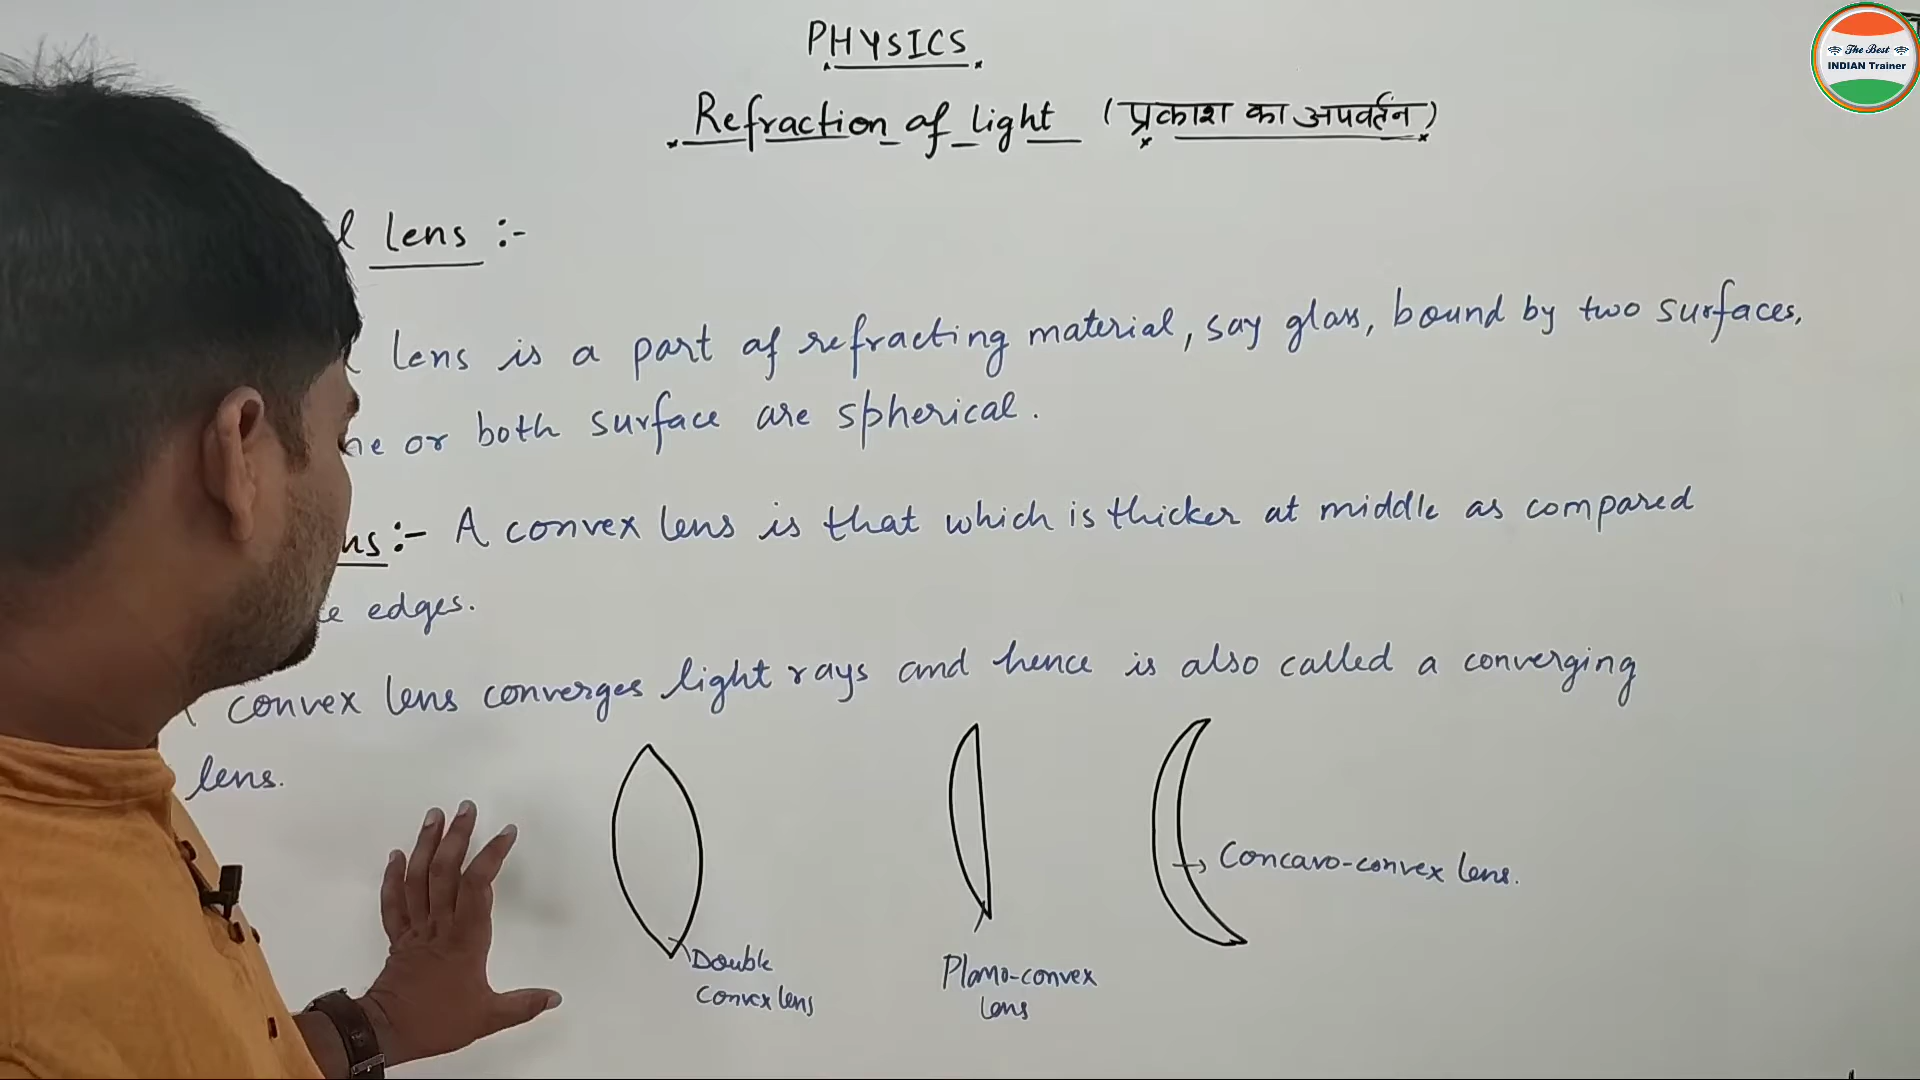 PHYSICS
Refraction of light (प्रकाश का अपवर्तन)
The Best
INDIAN Trainer
l lens :-
lens is a part of refracting material, say glass, bound by two surfaces,
ne or both surface are spherical.
ns :- A convex lens is that which is thicker at middle as compared
e edges.
convex lens converges light rays and hence is also called a converging
lens.
Concavo-convex lens.
Double
Convex lens
Plano-convex
lens